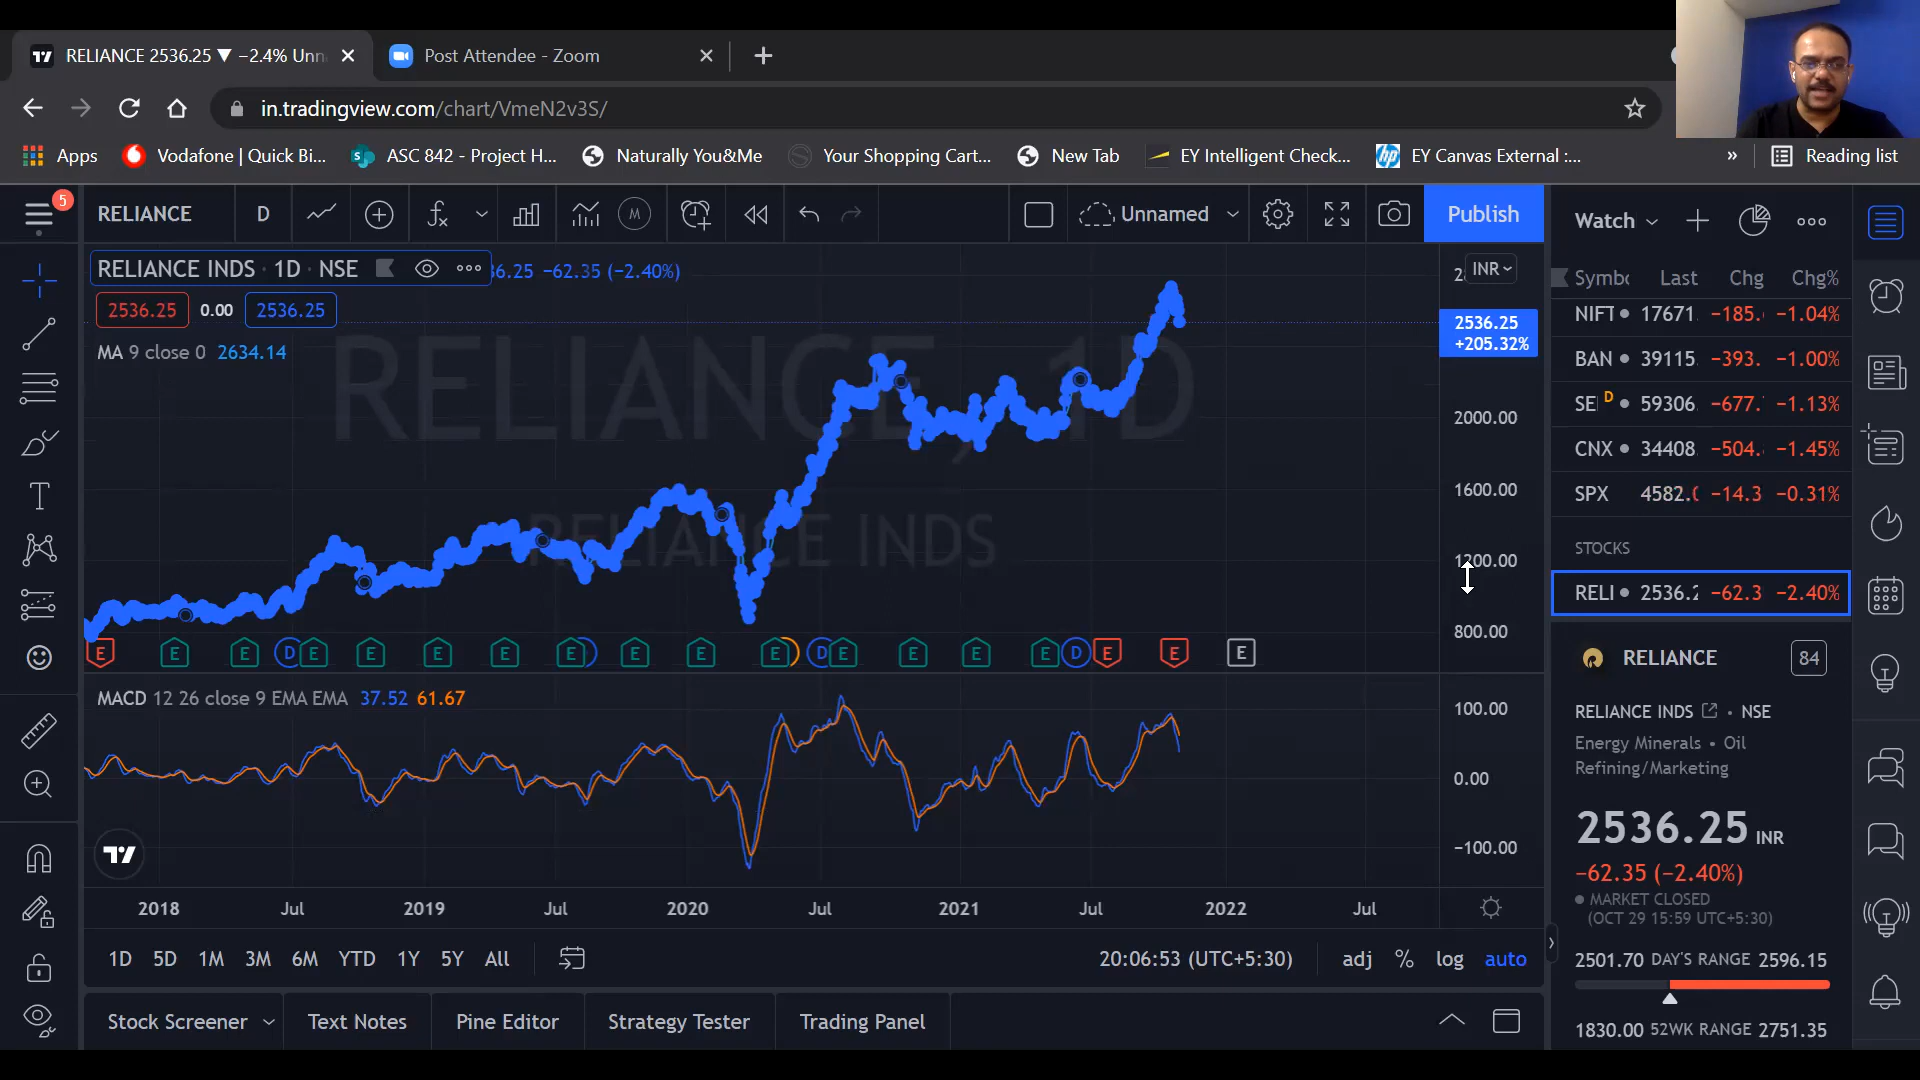 RELIANCE 2536.25 ▼ −2.4% Unn
Post Attendee - Zoom
in.tradingview.com/chart/VmeN2v3S/
Apps
Vodafone | Quick Bi...
ASC 842 - Project H...
Naturally You&Me
Your Shopping Cart...
New Tab
EY Intelligent Check...
EY Canvas External :...
Reading list
5
RELIANCE
D
M
Unnamed
Publish
Watch
RELIANCE INDS · 1D · NSE
36.25 −62.35 (−2.40%)
INR
2536.25
0.00
2536.25
MA 9 close 0 2634.14
RELIANCE, 1D
RELIANCE INDS
2536.25
+205.32%
2000.00
1600.00
1200.00
800.00
E E E D E E E E E E E E D E E E E D E E E
MACD 12 26 close 9 EMA EMA 37.52 61.67
100.00
0.00
−100.00
2018 Jul 2019 Jul 2020 Jul 2021 Jul 2022 Jul
1D 5D 1M 3M 6M YTD 1Y 5Y All
20:06:53 (UTC+5:30)
adj % log auto
Stock Screener
Text Notes
Pine Editor
Strategy Tester
Trading Panel
Symbo Last Chg Chg%
NIFT 17671 −185. −1.04%
BAN 39115 −393. −1.00%
SE D 59306 −677. −1.13%
CNX 34408 −504. −1.45%
SPX 4582.0 −14.3 −0.31%
STOCKS
RELI 2536.2 −62.3 −2.40%
RELIANCE
84
RELIANCE INDS · NSE
Energy Minerals • Oil
Refining/Marketing
2536.25 INR
−62.35 (−2.40%)
MARKET CLOSED
(OCT 29 15:59 UTC+5:30)
2501.70 DAY'S RANGE 2596.15
1830.00 52WK RANGE 2751.35